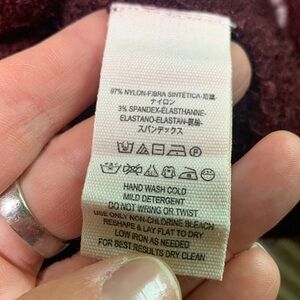 97% NYLON-FIBRA SINTÉTICA-
ナイロン
3% SPANDEX-ELASTHANNE-
ELASTANO-ELASTAN-
スパンデックス
HAND WASH COLD
MILD DETERGENT
DO NOT WRING OR TWIST
USE ONLY NON-CHLORINE BLEACH
RESHAPE & LAY FLAT TO DRY
LOW IRON AS NEEDED
FOR BEST RESULTS DRY CLEAN